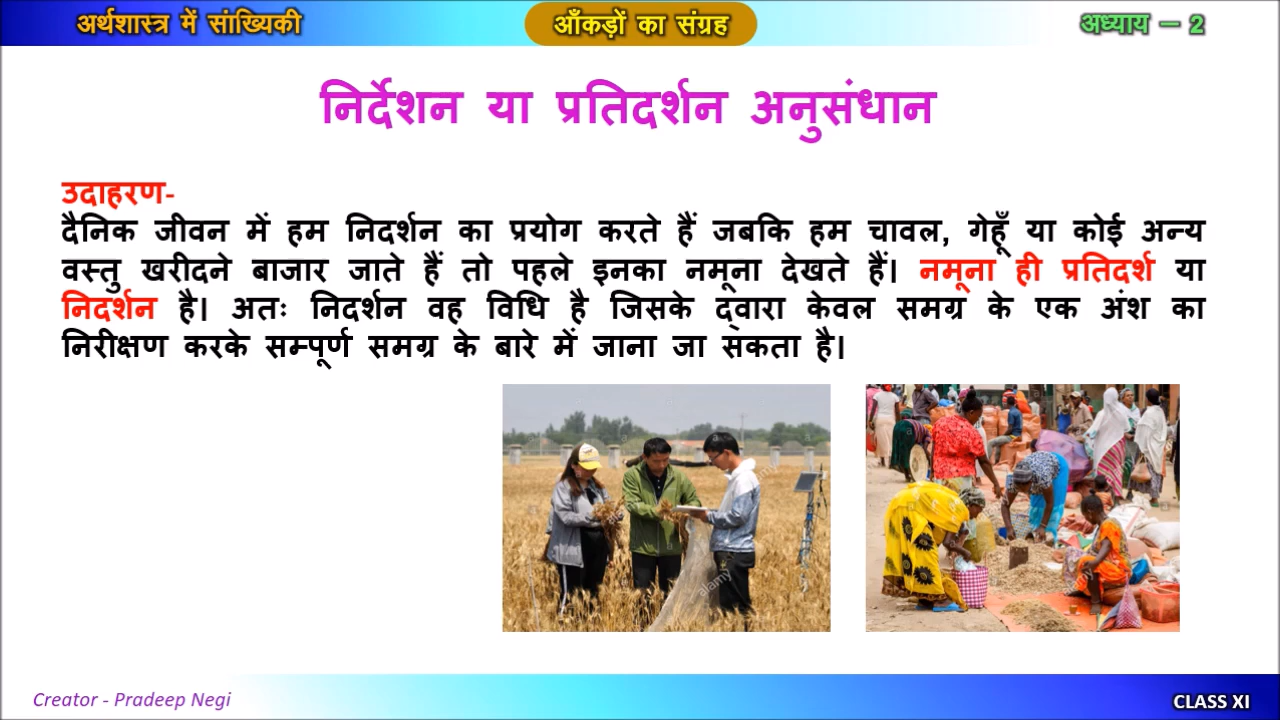 अर्थशास्त्र में सांख्यिकी
आँकड़ों का संग्रह
अध्याय – 2
निर्देशन या प्रतिदर्शन अनुसंधान
उदाहरण-
दैनिक जीवन में हम निदर्शन का प्रयोग करते हैं जबकि हम चावल, गेहूँ या कोई अन्य
वस्तु खरीदने बाजार जाते हैं तो पहले इनका नमूना देखते हैं। नमूना ही प्रतिदर्श या
निदर्शन है। अतः निदर्शन वह विधि है जिसके द्वारा केवल समग्र के एक अंश का
निरीक्षण करके सम्पूर्ण समग्र के बारे में जाना जा सकता है।
alamy
alamy
Creator - Pradeep Negi
CLASS XI